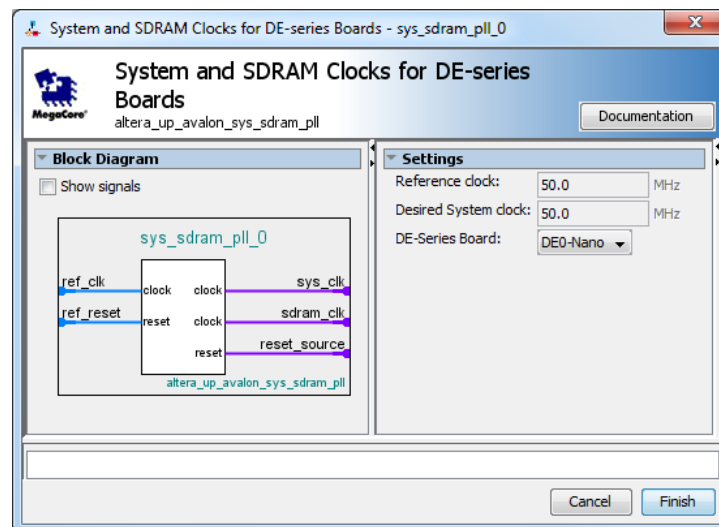 System and SDRAM Clocks for DE-series Boards - sys_sdram_pll_0
System and SDRAM Clocks for DE-series
Boards
altera_up_avalon_sys_sdram_pll
MegaCore®
Documentation
Block Diagram
Show signals
sys_sdram_pll_0
ref_clk
clock
clock
sys_clk
ref_reset
reset
clock
sdram_clk
reset
reset_source
altera_up_avalon_sys_sdram_pll
Settings
Reference clock: 50.0 MHz
Desired System clock: 50.0 MHz
DE-Series Board: DE0-Nano
Cancel
Finish